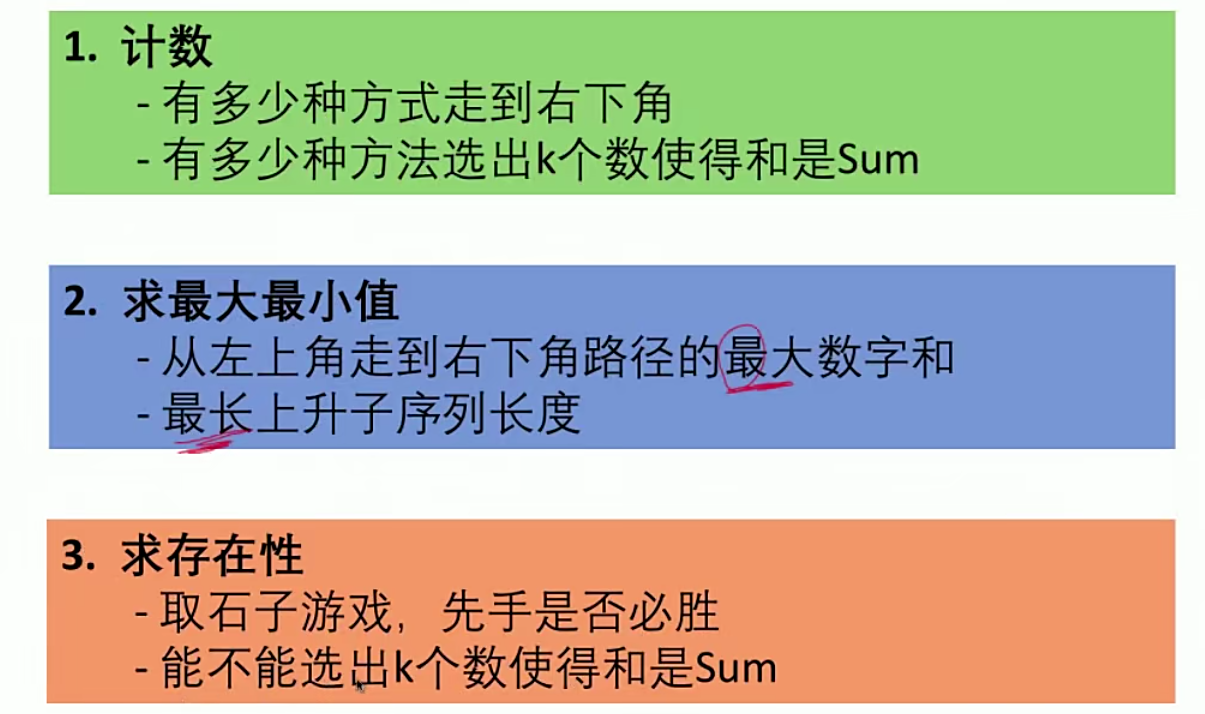 1. 计数
- 有多少种方式走到右下角
- 有多少种方法选出k个数使得和是Sum
2. 求最大最小值
- 从左上角走到右下角路径的最大数字和
- 最长上升子序列长度
3. 求存在性
- 取石子游戏，先手是否必胜
- 能不能选出k个数使得和是Sum